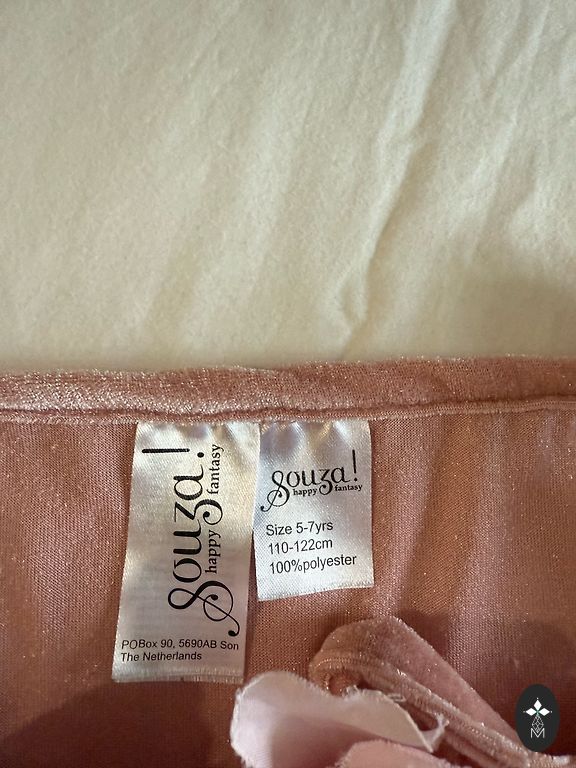 souza!
happy fantasy
POBox 90, 5690AB Son
The Netherlands
souza!
happy fantasy
Size 5-7yrs
110-122cm
100%polyester
M